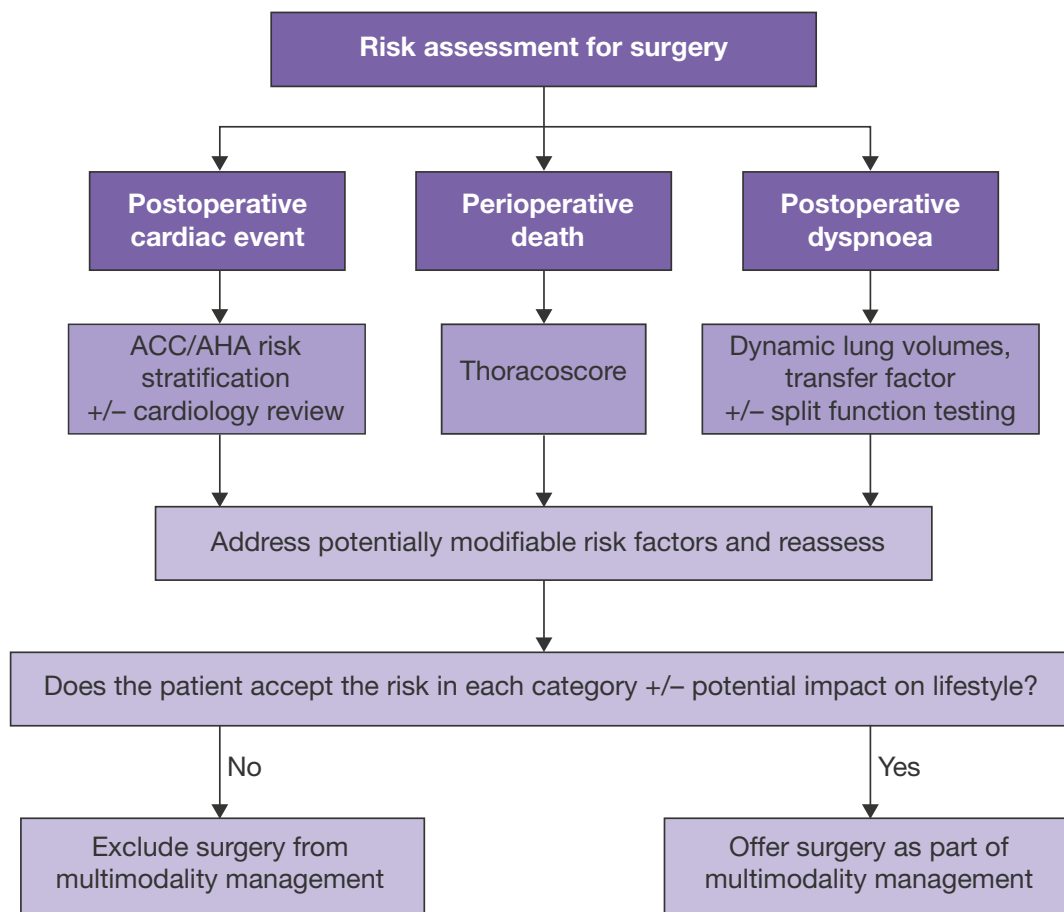 Risk assessment for surgery
Postoperative
cardiac event
Perioperative
death
Postoperative
dyspnoea
ACC/AHA risk
stratification
+/– cardiology review
Thoracoscore
Dynamic lung volumes,
transfer factor
+/– split function testing
Address potentially modifiable risk factors and reassess
Does the patient accept the risk in each category +/– potential impact on lifestyle?
No
Yes
Exclude surgery from
multimodality management
Offer surgery as part of
multimodality management